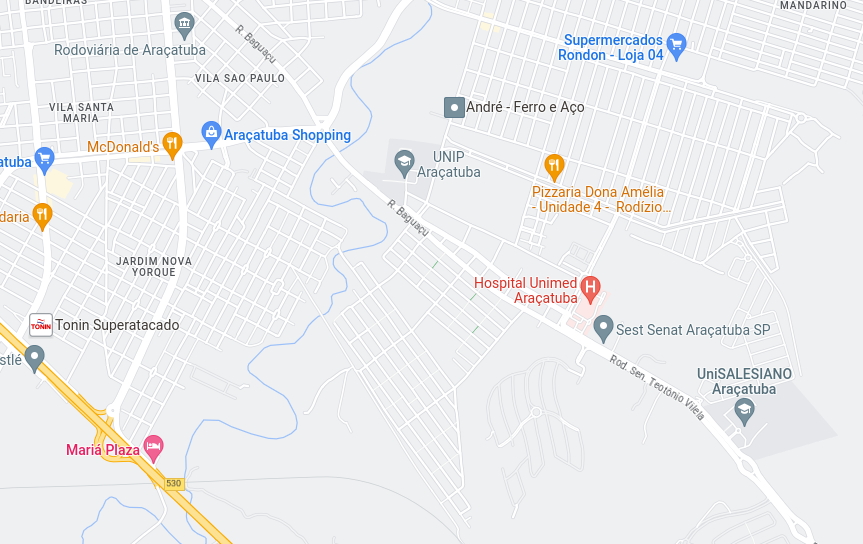 BANDEIRAS
MANDARINO
Rodoviária de Araçatuba
R. Baguaçu
Supermercados
Rondon - Loja 04
VILA SAO PAULO
VILA SANTA
MARIA
André - Ferro e Aço
McDonald's
Araçatuba Shopping
atuba
UNIP
Araçatuba
Pizzaria Dona Amélia
- Unidade 4 - Rodízio...
daria
R. Baguaçu
JARDIM NOVA
YORQUE
Hospital Unimed
Araçatuba
TONIN
Tonin Superatacado
Sest Senat Araçatuba SP
stlé
Rod. Sen. Teotônio Vilela
UniSALESIANO
Araçatuba
Mariá Plaza
530